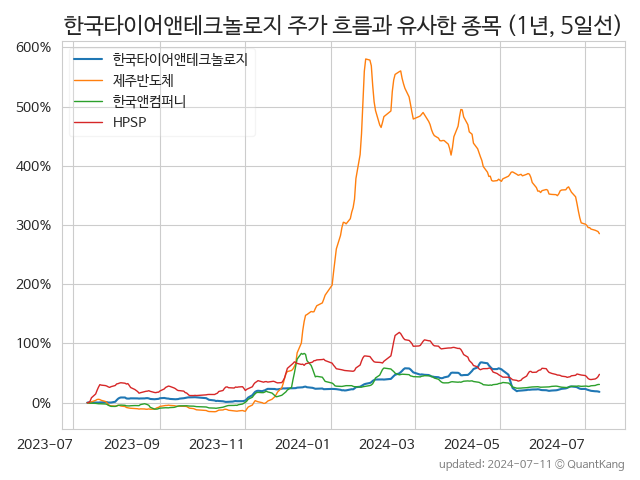 한국타이어앤테크놀로지 주가 흐름과 유사한 종목 (1년, 5일선)
600%
500%
400%
300%
200%
100%
0%
한국타이어앤테크놀로지
제주반도체
한국앤컴퍼니
HPSP
2023-07 2023-09 2023-11 2024-01 2024-03 2024-05 2024-07
updated: 2024-07-11 © QuantKang